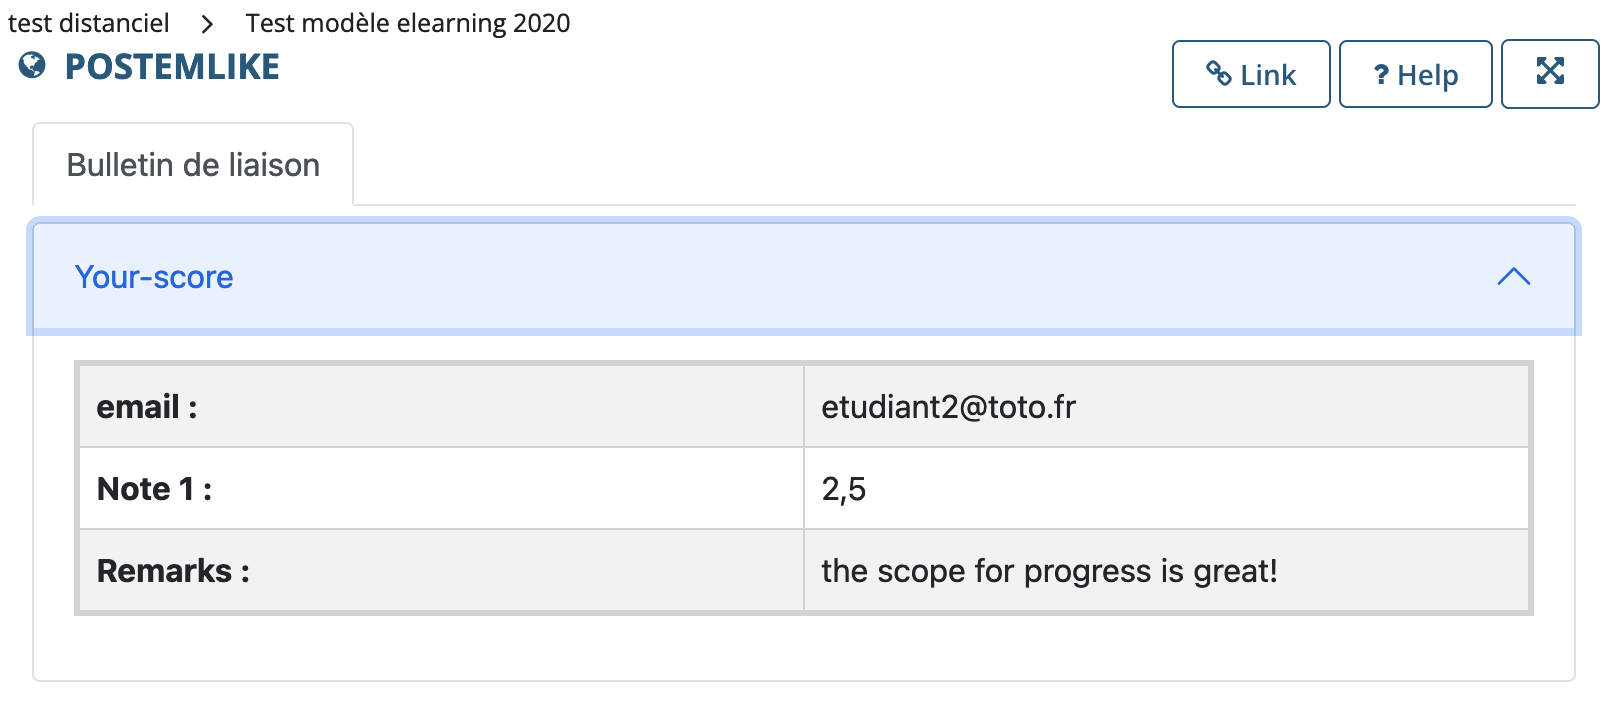 test distanciel > Test modèle elearning 2020
POSTEMLIKE
Link ? Help
Bulletin de liaison
Your-score
email : etudiant2@toto.fr
Note 1 : 2,5
Remarks : the scope for progress is great!